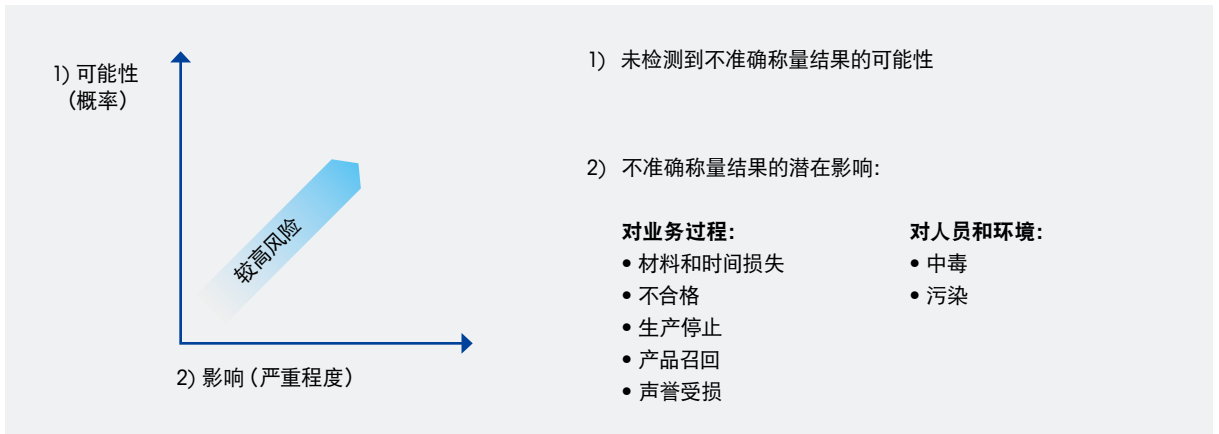 1) 可能性
（概率）
较高风险
2) 影响（严重程度）
1) 未检测到不准确称量结果的可能性
2) 不准确称量结果的潜在影响：
对业务过程：
• 材料和时间损失
• 不合格
• 生产停止
• 产品召回
• 声誉受损
对人员和环境：
• 中毒
• 污染